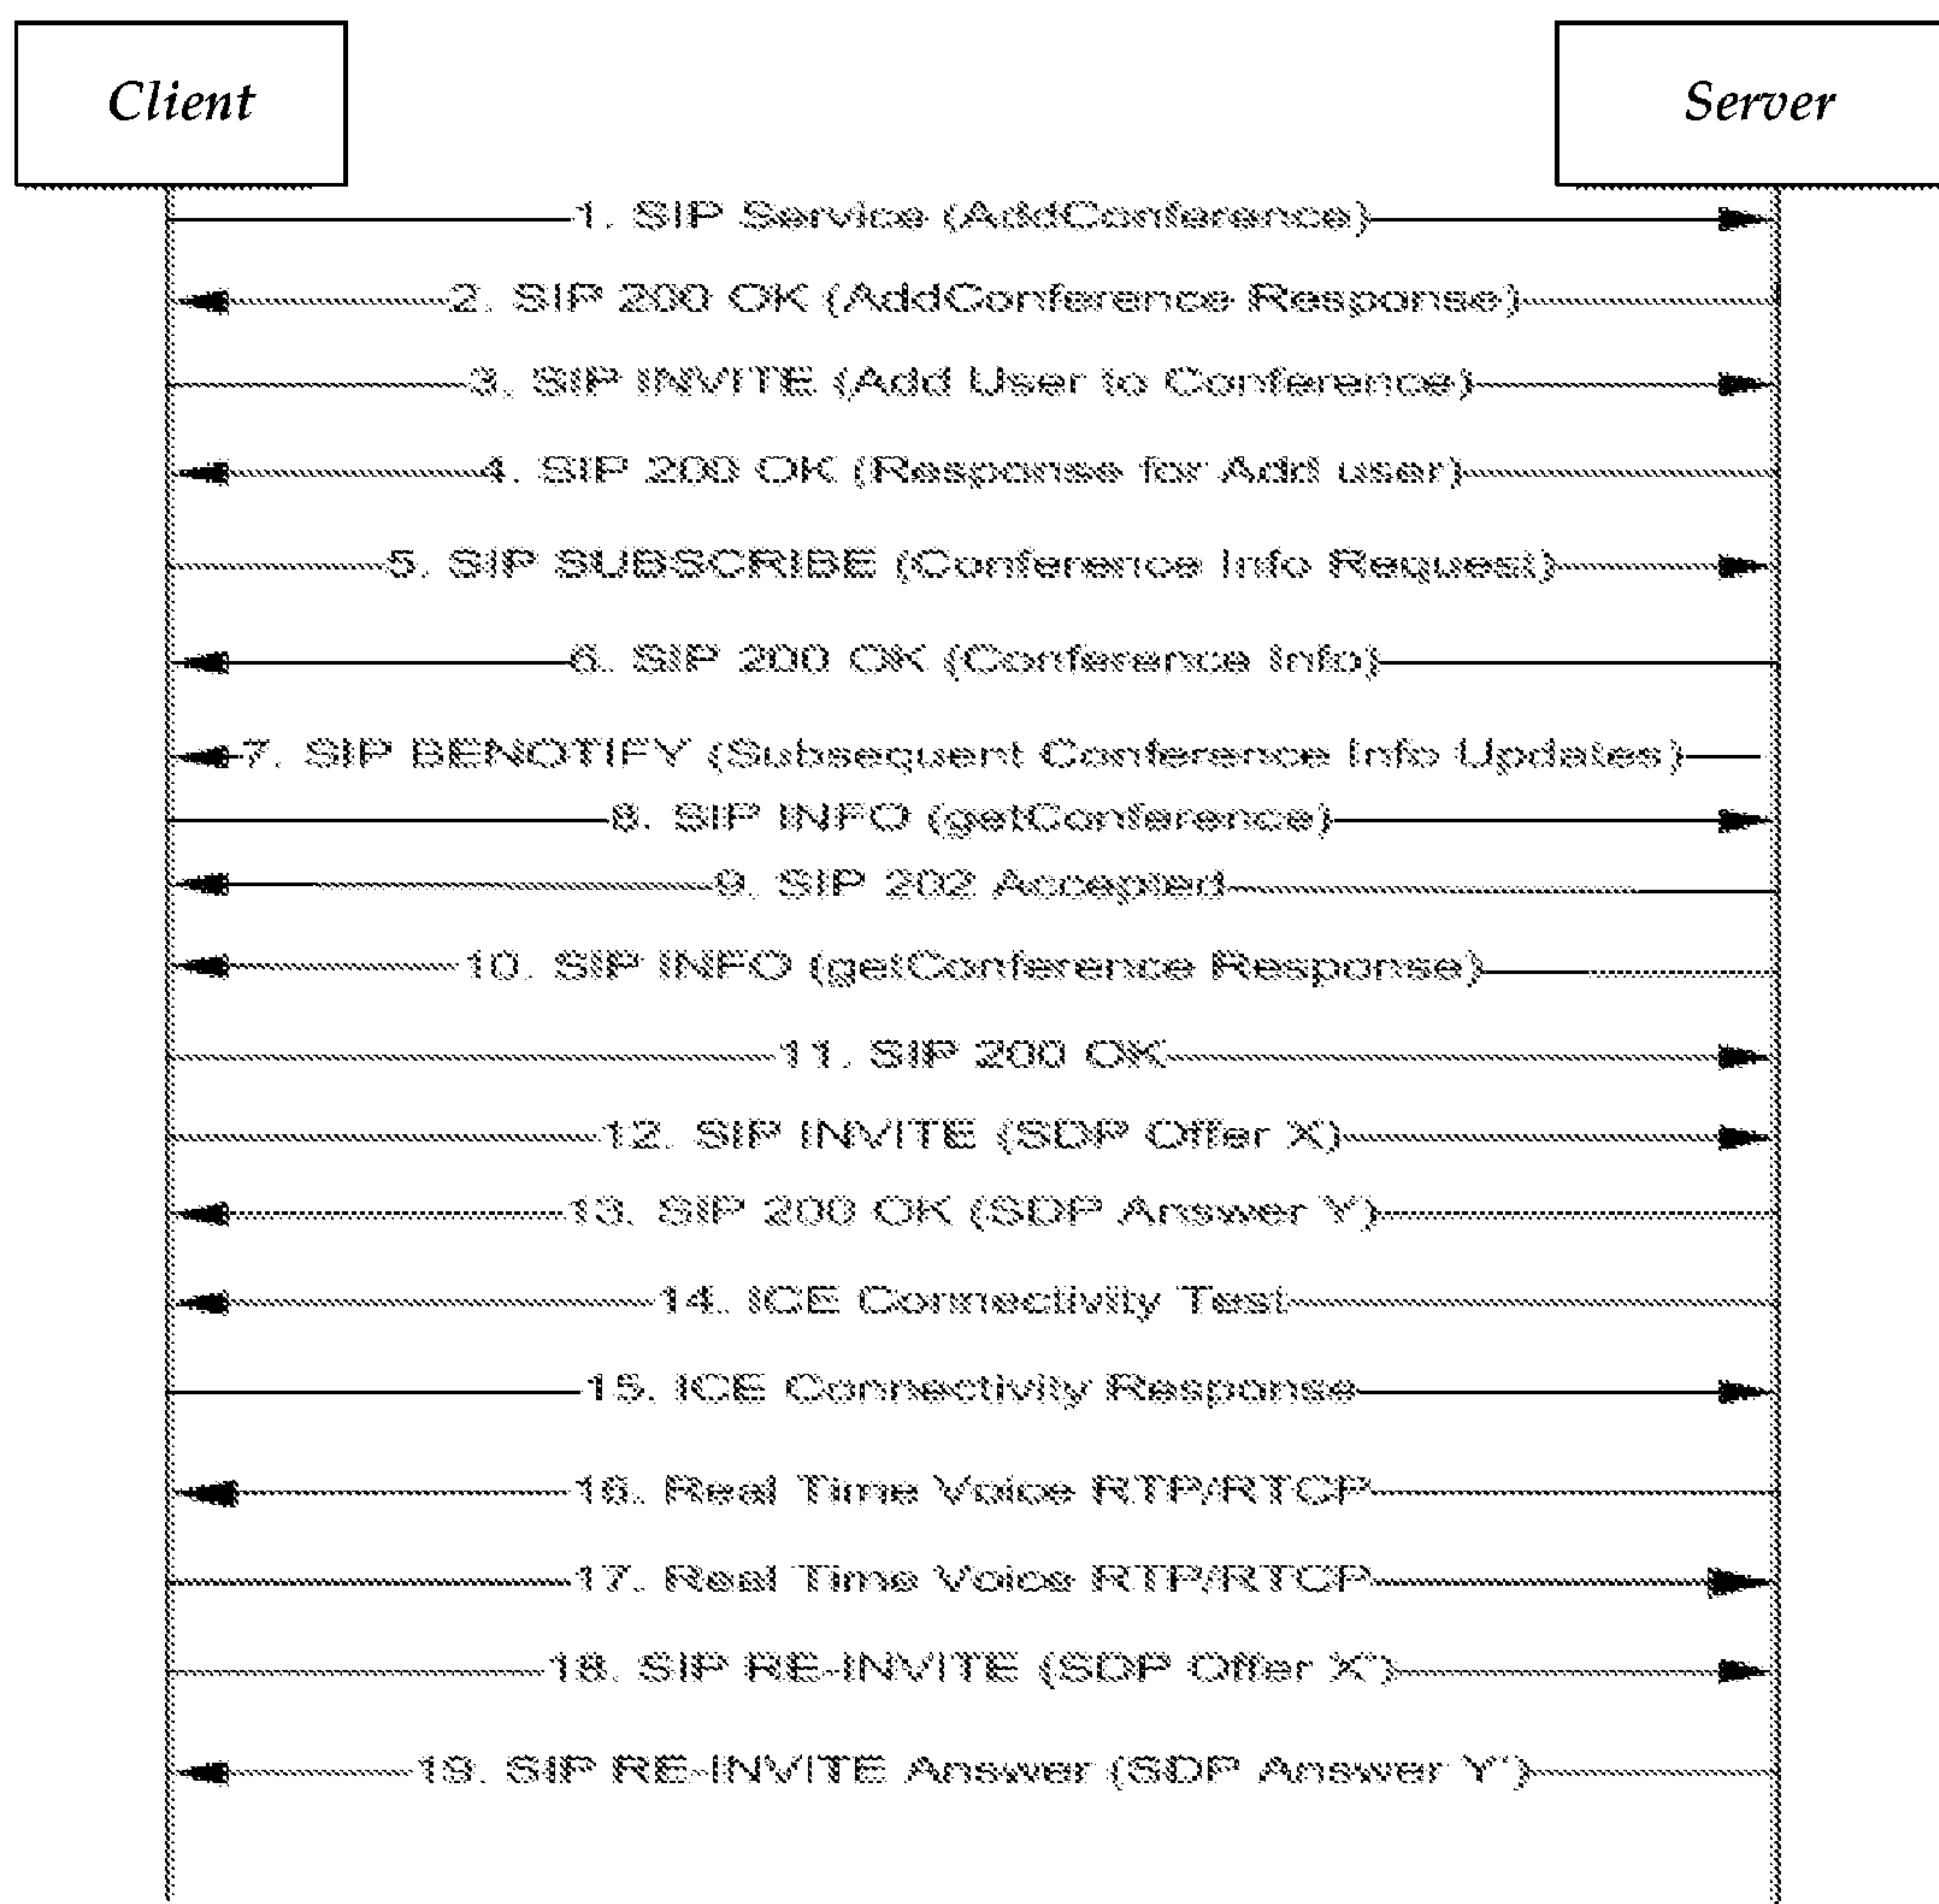 Client
Server
1. SIP Service (AddConference)
2. SIP 200 OK (AddConference Response)
3. SIP INVITE (Add User to Conference)
4. SIP 200 OK (Response for Add user)
5. SIP SUBSCRIBE (Conference Info Request)
6. SIP 200 OK (Conference Info)
7. SIP BENOTIFY (Subsequent Conference Info Updates)
8. SIP INFO (getConference)
9. SIP 202 Accepted
10. SIP INFO (getConference Response)
11. SIP 200 OK
12. SIP INVITE (SDP Offer X)
13. SIP 200 OK (SDP Answer Y)
14. ICE Connectivity Test
15. ICE Connectivity Response
16. Real Time Voice RTP/RTCP
17. Real Time Voice RTP/RTCP
18. SIP RE-INVITE (SDP Offer X')
19. SIP RE-INVITE Answer (SDP Answer Y')